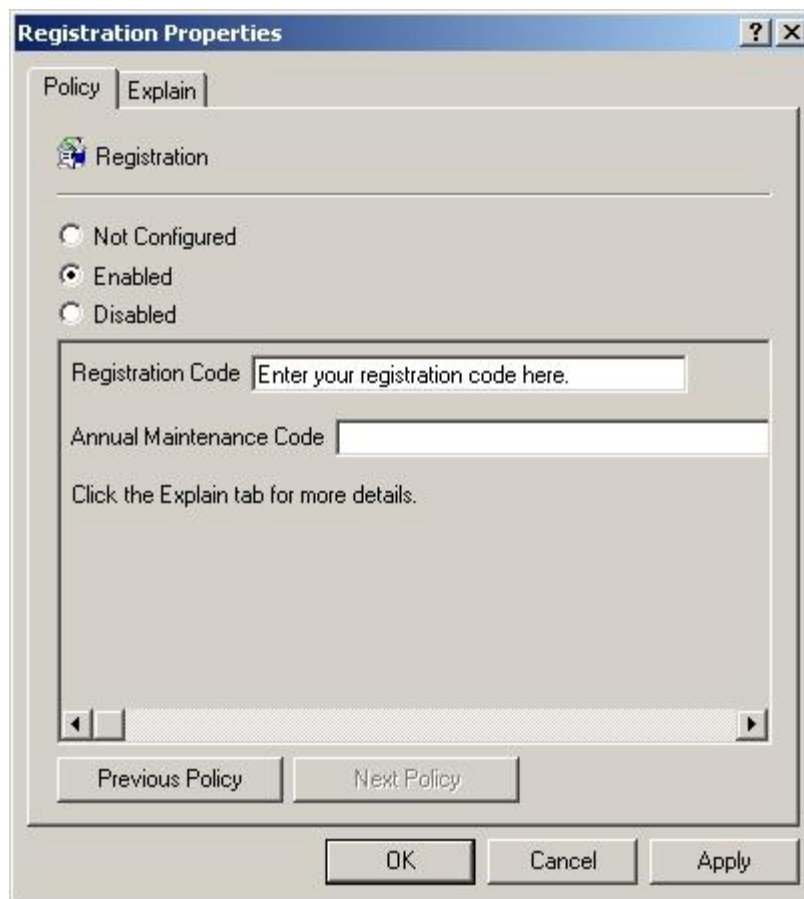 Registration Properties
Policy Explain
Registration
Not Configured
Enabled
Disabled
Registration Code Enter your registration code here.
Annual Maintenance Code
Click the Explain tab for more details.
Previous Policy Next Policy
OK Cancel Apply